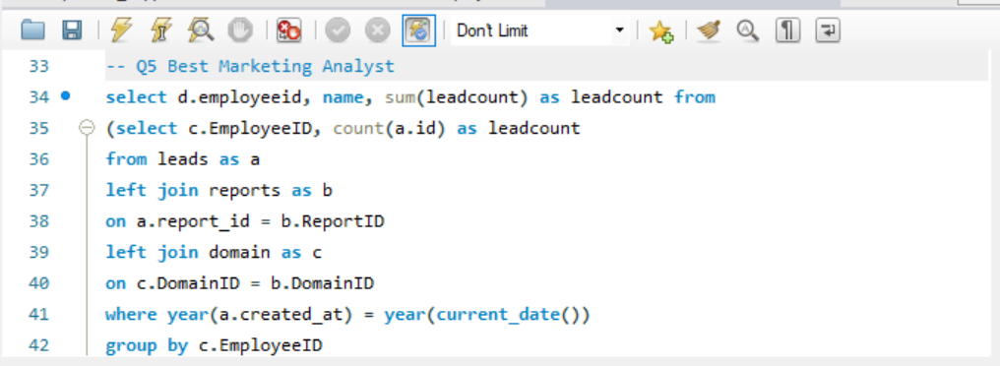 Don't Limit
33 -- Q5 Best Marketing Analyst
34 select d.employeeid, name, sum(leadcount) as leadcount from
35 (select c.EmployeeID, count(a.id) as leadcount
36 from leads as a
37 left join reports as b
38 on a.report_id = b.ReportID
39 left join domain as c
40 on c.DomainID = b.DomainID
41 where year(a.created_at) = year(current_date())
42 group by c.EmployeeID